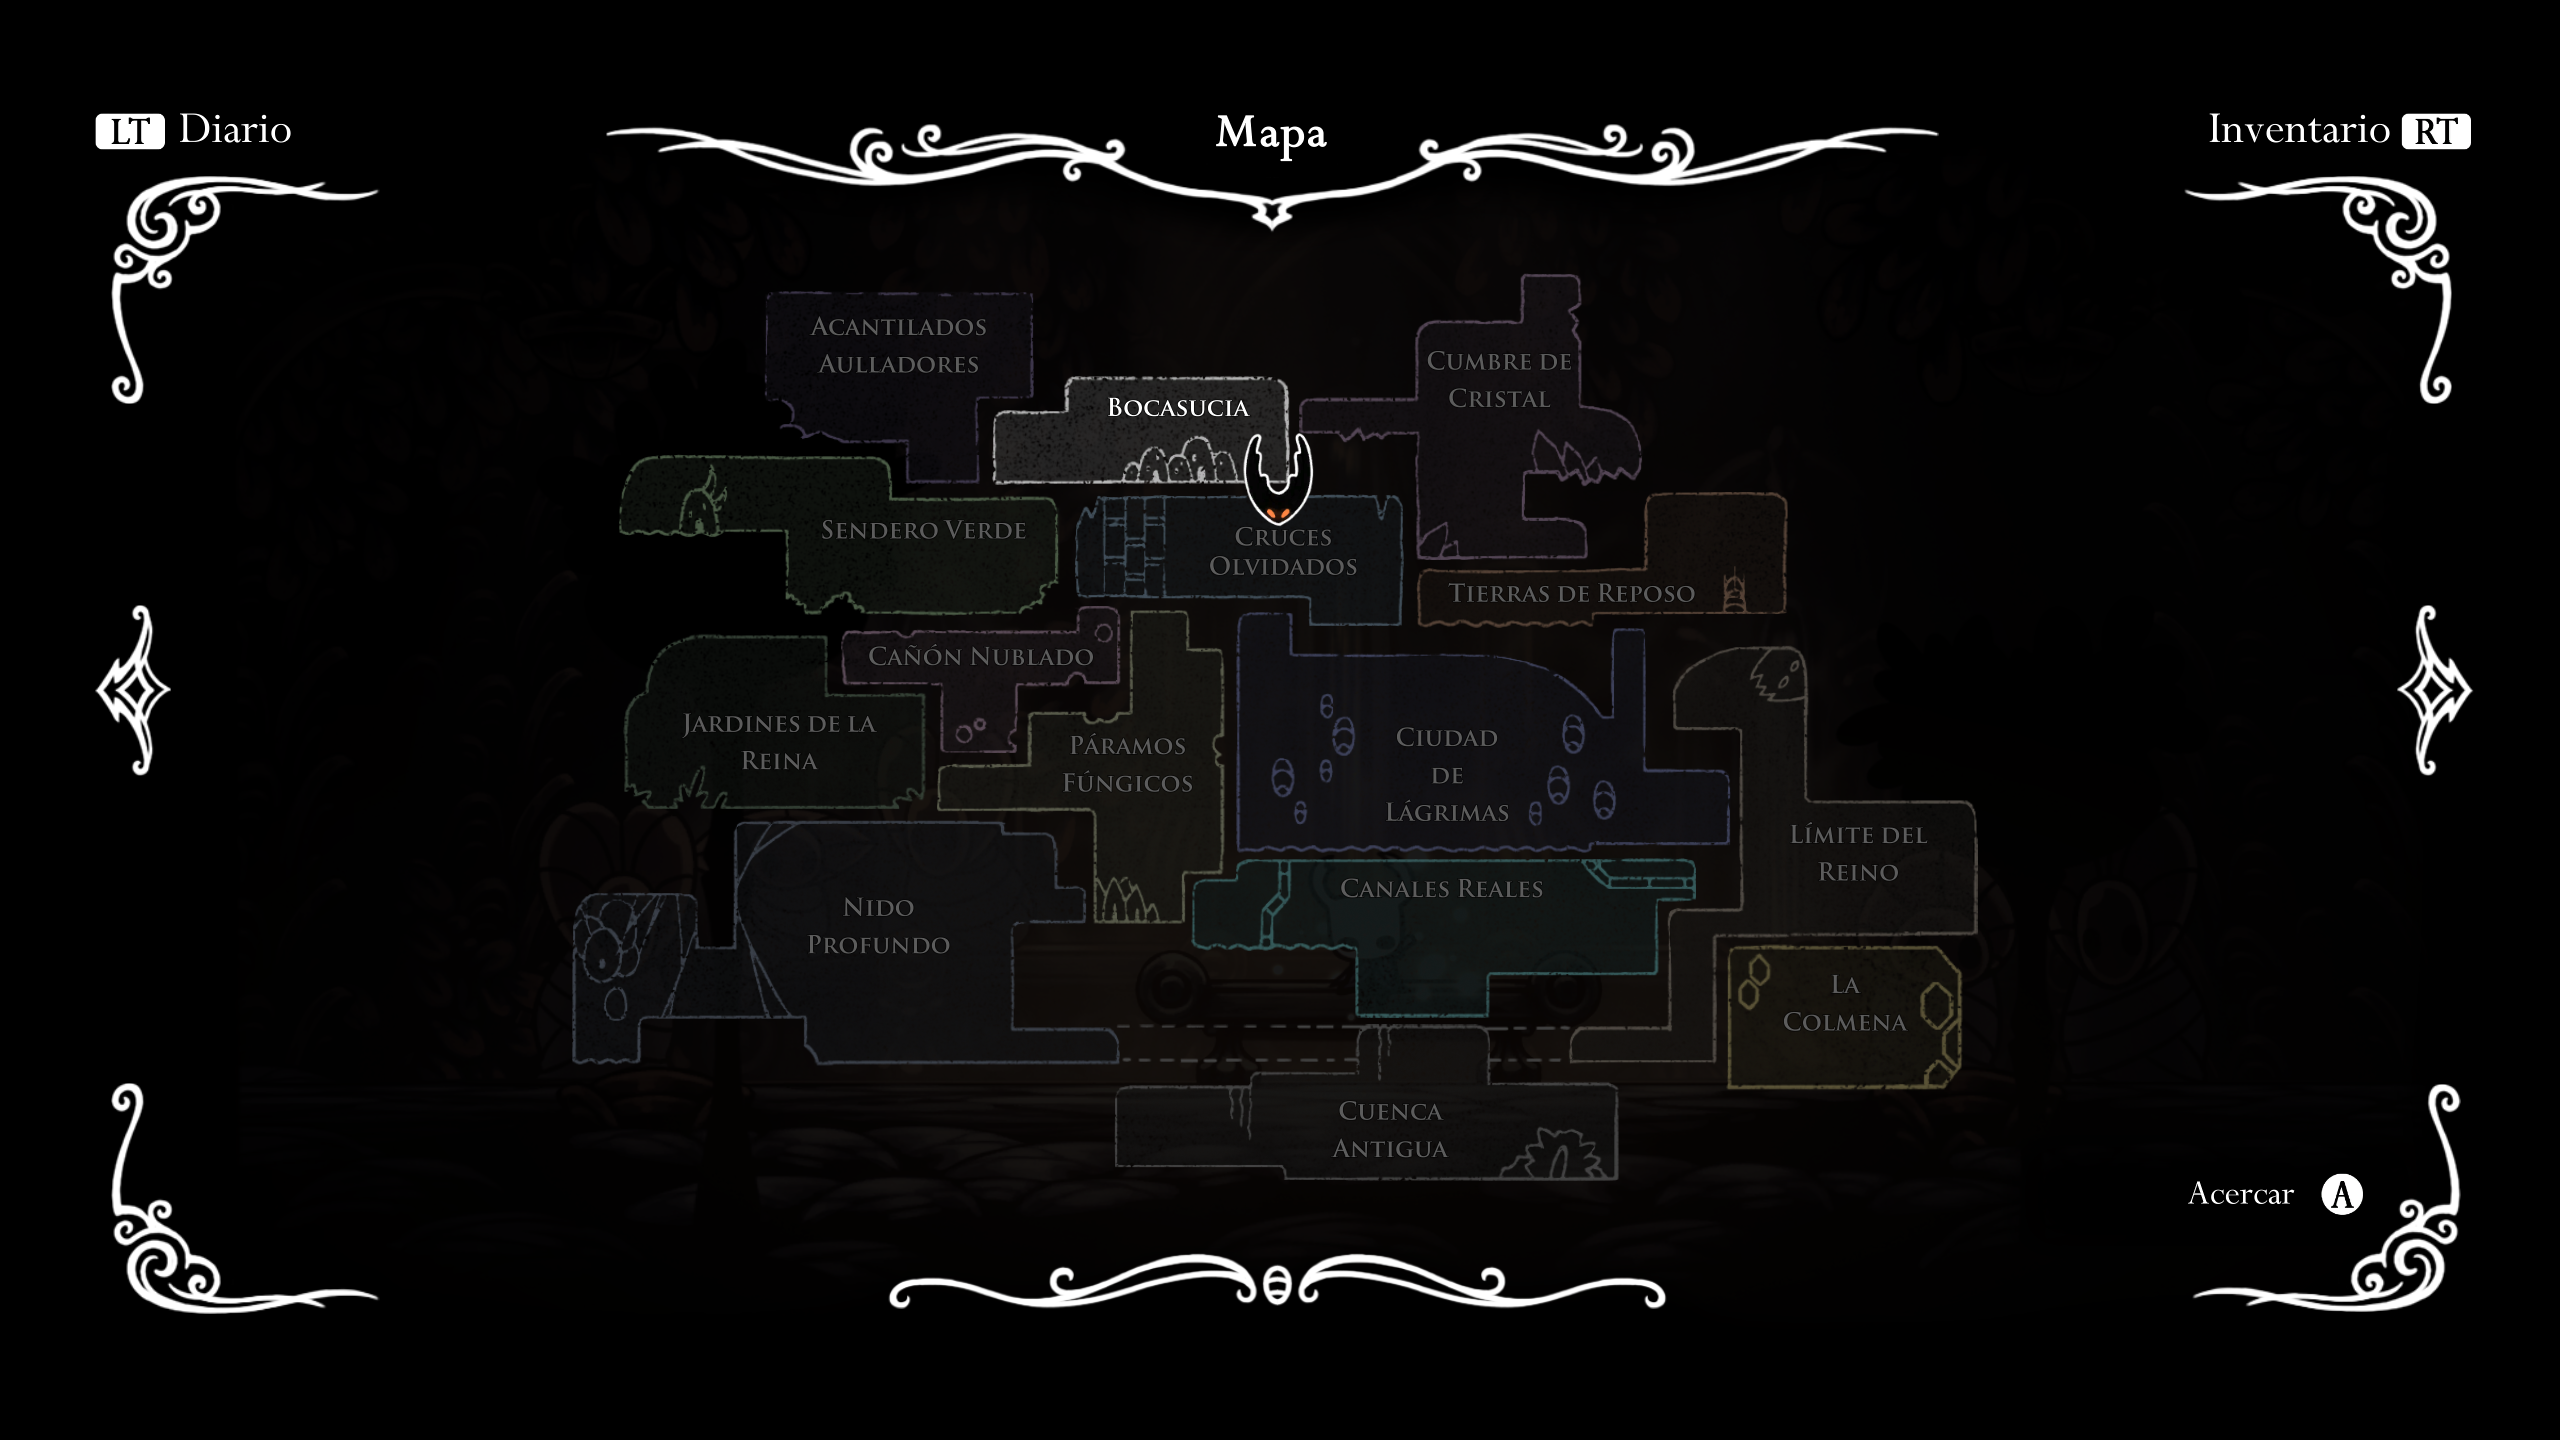 LT Diario
Mapa
Inventario RT
ACANTILADOS
AULLADORES
BOCASUCIA
CUMBRE DE
CRISTAL
SENDERO VERDE
CRUCES
OLVIDADOS
TIERRAS DE REPOSO
CAÑÓN NUBLADO
JARDINES DE LA
REINA
PÁRAMOS
FÚNGICOS
CIUDAD
DE
LÁGRIMAS
LÍMITE DEL
REINO
CANALES REALES
NIDO
PROFUNDO
LA
COLMENA
CUENCA
ANTIGUA
Acercar A